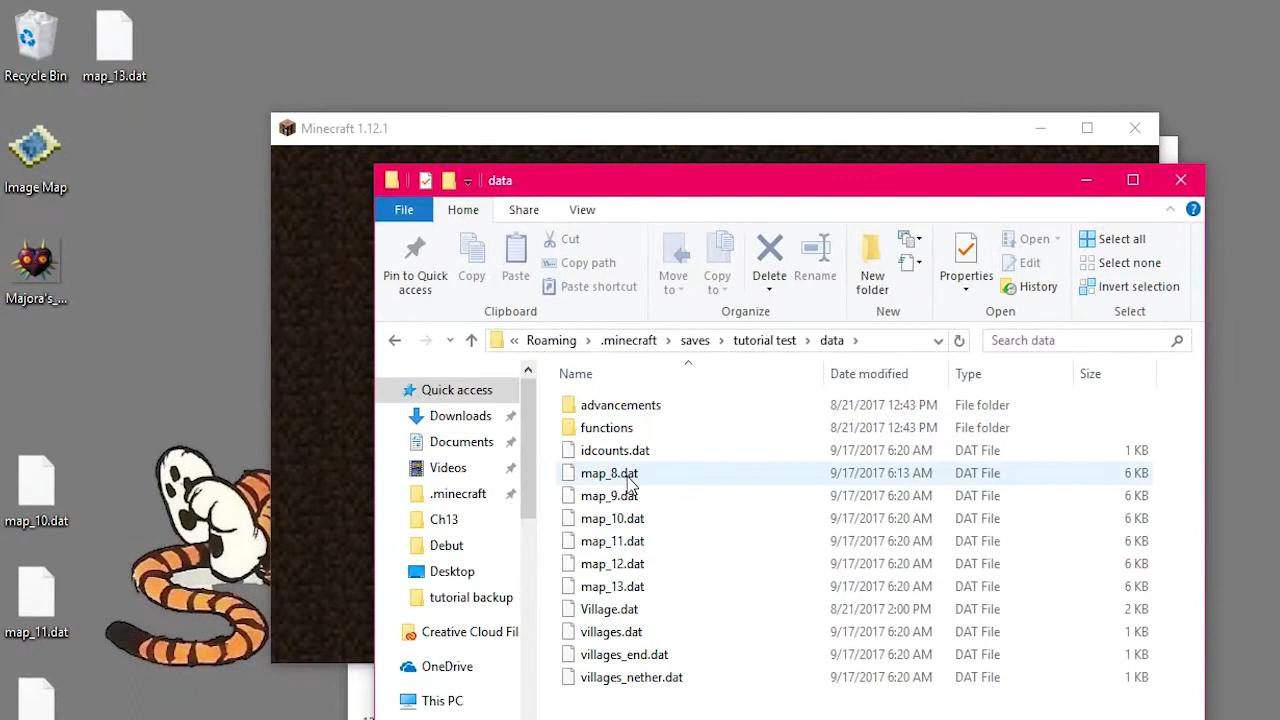 Recycle Bin
map_13.dat
Image Map
Majora's_...
map_10.dat
map_11.dat
Minecraft 1.12.1
data
File Home Share View
Pin to Quick access
Copy
Paste
Cut
Copy path
Paste shortcut
Clipboard
Move to
Copy to
Delete
Rename
Organize
New folder
New
Properties
Open
Edit
History
Open
Select all
Select none
Invert selection
Select
« Roaming › .minecraft › saves › tutorial test › data ›
Search data
Quick access
Downloads
Documents
Videos
.minecraft
Ch13
Debut
Desktop
tutorial backup
Creative Cloud Fil
OneDrive
This PC
Name Date modified Type Size
advancements 8/21/2017 12:43 PM File folder
functions 8/21/2017 12:43 PM File folder
idcounts.dat 9/17/2017 6:20 AM DAT File 1 KB
map_8.dat 9/17/2017 6:13 AM DAT File 6 KB
map_9.dat 9/17/2017 6:20 AM DAT File 6 KB
map_10.dat 9/17/2017 6:20 AM DAT File 6 KB
map_11.dat 9/17/2017 6:20 AM DAT File 6 KB
map_12.dat 9/17/2017 6:20 AM DAT File 6 KB
map_13.dat 9/17/2017 6:20 AM DAT File 6 KB
Village.dat 8/21/2017 2:00 PM DAT File 2 KB
villages.dat 9/17/2017 6:20 AM DAT File 1 KB
villages_end.dat 9/17/2017 6:20 AM DAT File 1 KB
villages_nether.dat 9/17/2017 6:20 AM DAT File 1 KB